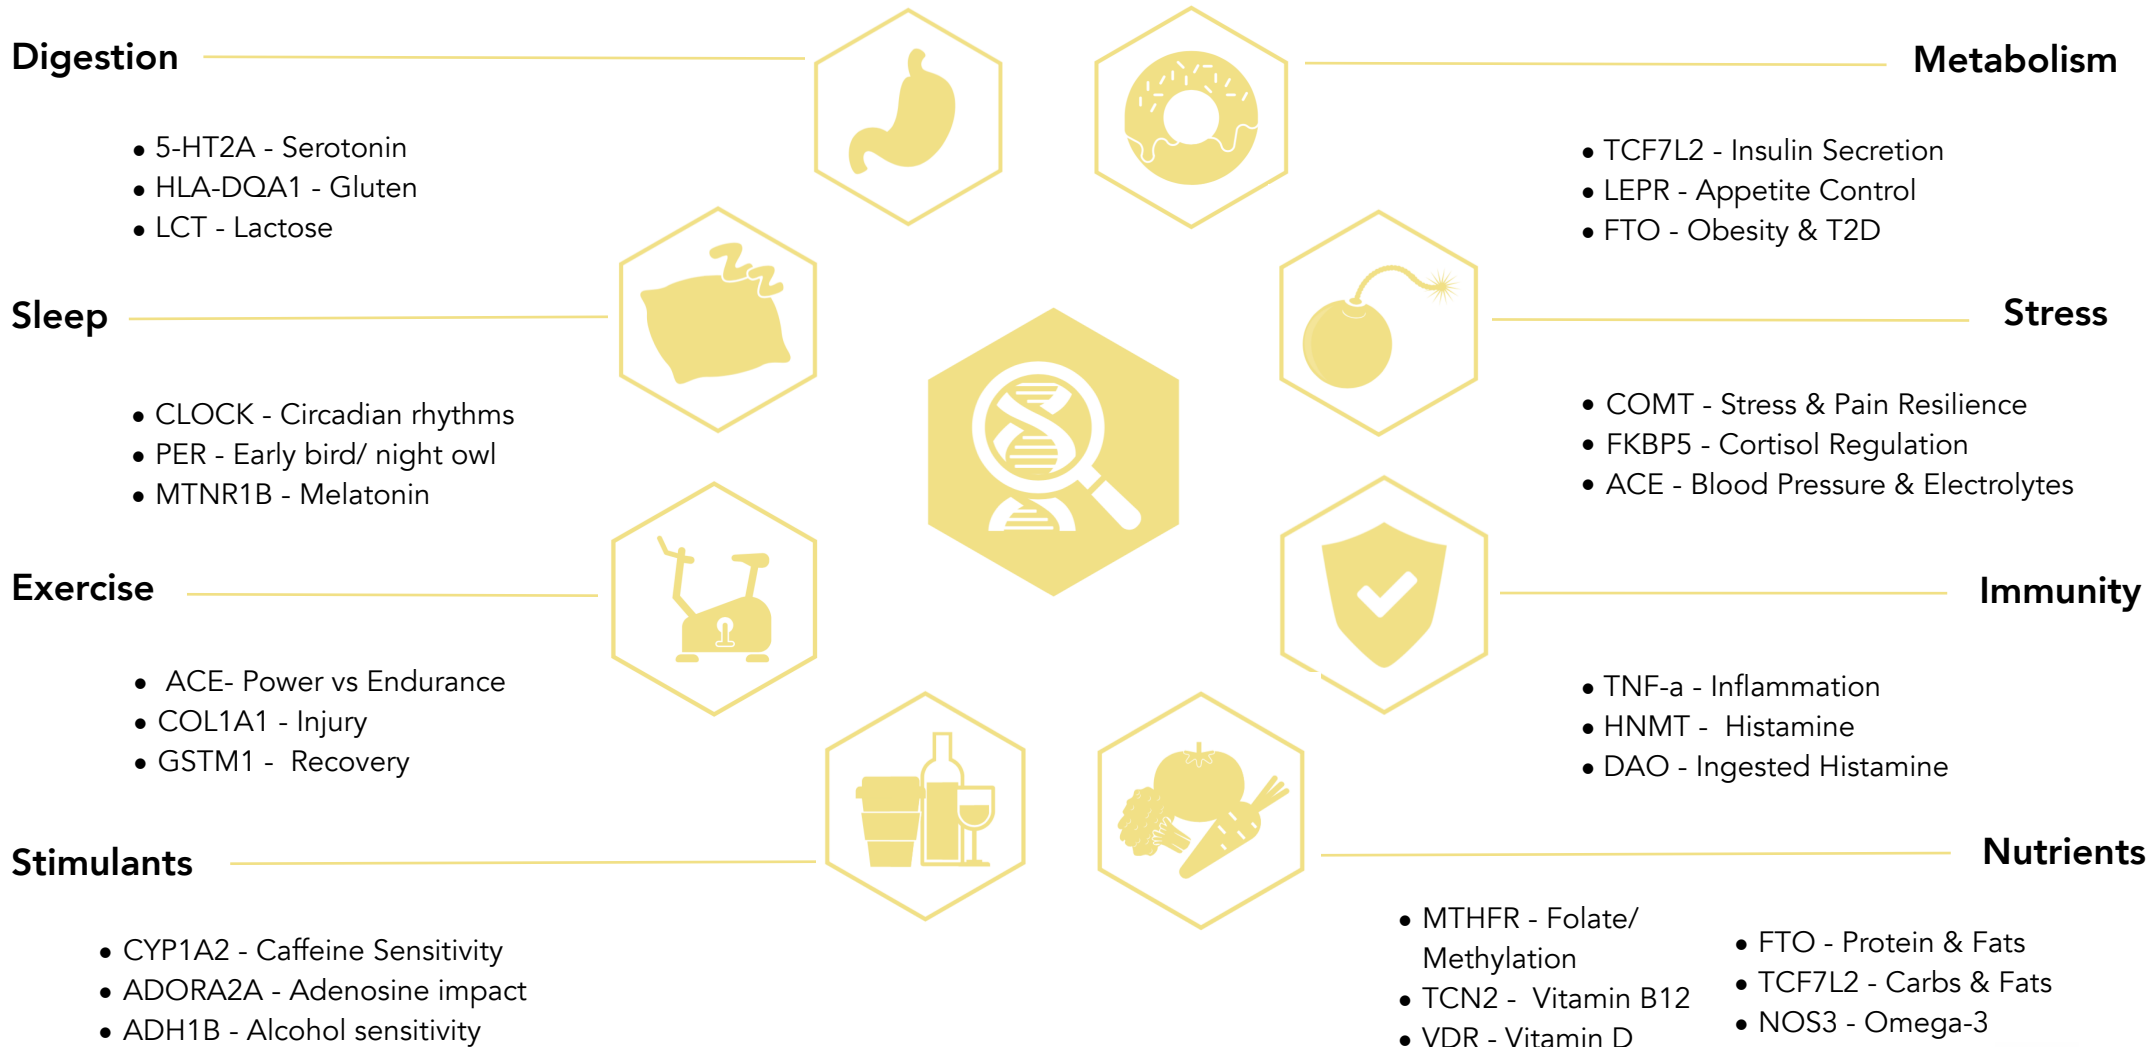 Digestion
• 5-HT2A - Serotonin
• HLA-DQA1 - Gluten
• LCT - Lactose
Sleep
• CLOCK - Circadian rhythms
• PER - Early bird/ night owl
• MTNR1B - Melatonin
Exercise
• ACE- Power vs Endurance
• COL1A1 - Injury
• GSTM1 - Recovery
Stimulants
• CYP1A2 - Caffeine Sensitivity
• ADORA2A - Adenosine impact
• ADH1B - Alcohol sensitivity
Metabolism
• TCF7L2 - Insulin Secretion
• LEPR - Appetite Control
• FTO - Obesity & T2D
Stress
• COMT - Stress & Pain Resilience
• FKBP5 - Cortisol Regulation
• ACE - Blood Pressure & Electrolytes
Immunity
• TNF-a - Inflammation
• HNMT - Histamine
• DAO - Ingested Histamine
Nutrients
• MTHFR - Folate/
Methylation
• TCN2 - Vitamin B12
• VDR - Vitamin D
• FTO - Protein & Fats
• TCF7L2 - Carbs & Fats
• NOS3 - Omega-3